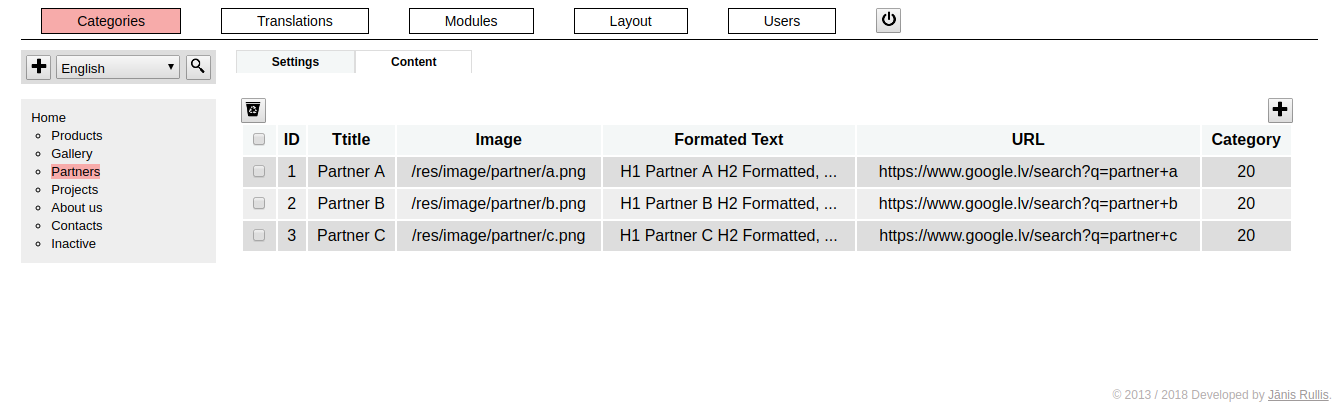 Categories Translations Modules Layout Users
English
Settings Content
Home
Products
Gallery
Partners
Projects
About us
Contacts
Inactive
ID Ttitle Image Formated Text URL Category
1 Partner A /res/image/partner/a.png H1 Partner A H2 Formatted, ... https://www.google.lv/search?q=partner+a 20
2 Partner B /res/image/partner/b.png H1 Partner B H2 Formatted, ... https://www.google.lv/search?q=partner+b 20
3 Partner C /res/image/partner/c.png H1 Partner C H2 Formatted, ... https://www.google.lv/search?q=partner+c 20
© 2013 / 2018 Developed by Jānis Rullis.